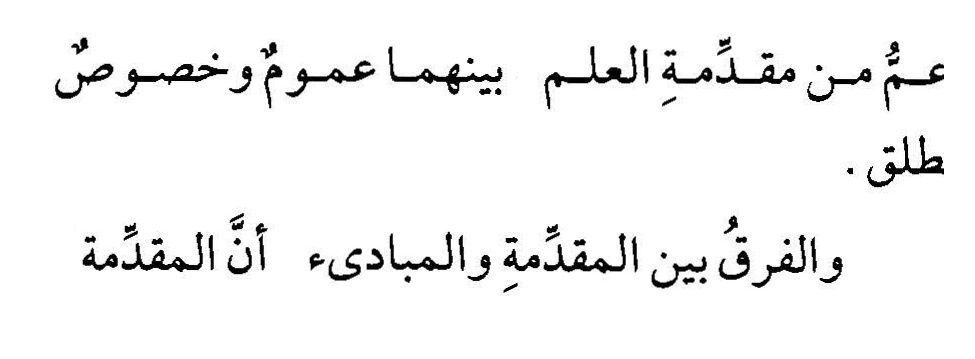 عمُّ من مقدِّمةِ العلم بينهما عمومٌ وخصوصٌ
طلق .
والفرقُ بين المقدِّمةِ والمبادىء أنَّ المقدِّمة